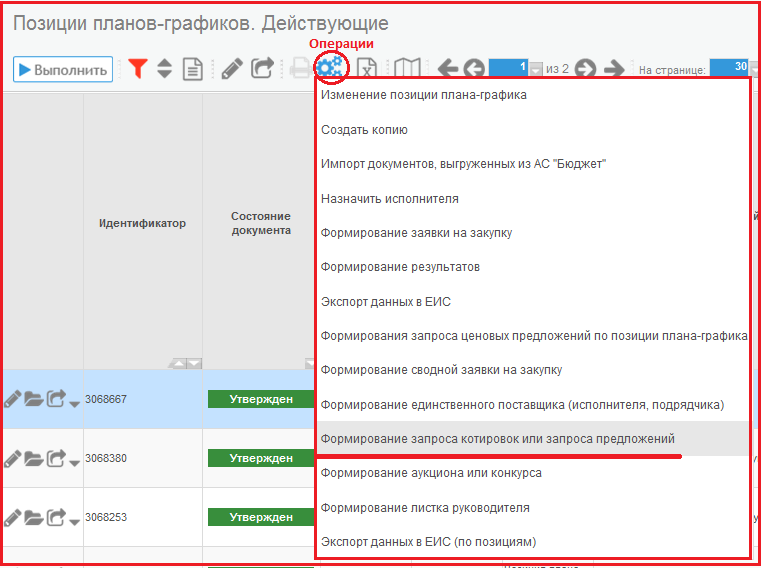 Позиции планов-графиков. Действующие
Операции
Выполнить
1 из 2
На странице: 30
Изменение позиции плана-графика
Создать копию
Импорт документов, выгруженных из АС "Бюджет"
Назначить исполнителя
Формирование заявки на закупку
Формирование результатов
Экспорт данных в ЕИС
Формирования запроса ценовых предложений по позиции плана-графика
Формирование сводной заявки на закупку
Формирование единственного поставщика (исполнителя, подрядчика)
Формирование запроса котировок или запроса предложений
Формирование аукциона или конкурса
Формирование листка руководителя
Экспорт данных в ЕИС (по позициям)
Идентификатор
Состояние
документа
3068667 Утвержден
3068380 Утвержден
3068253 Утвержден